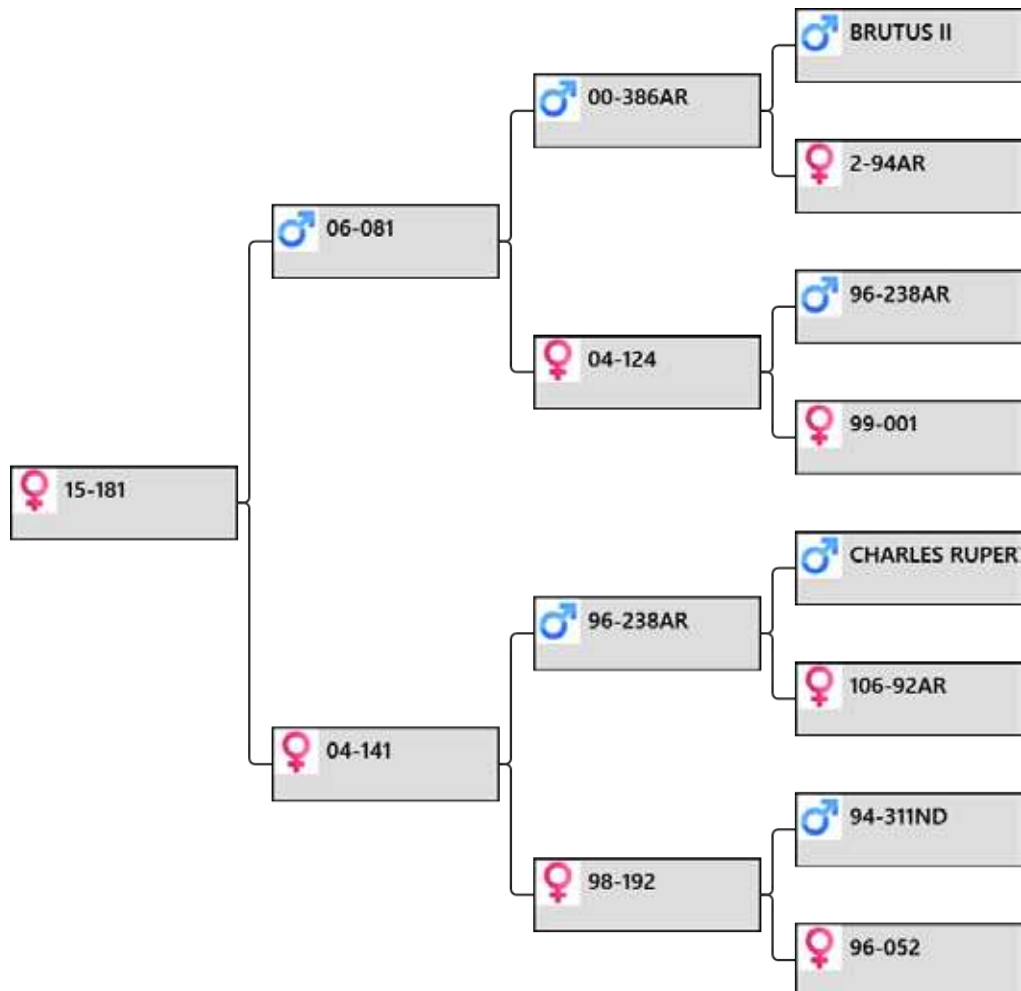 BRUTUS II
00-386AR
2-94AR
06-081
96-238AR
04-124
99-001
15-181
CHARLES RUPER
96-238AR
106-92AR
04-141
94-311ND
98-192
96-052